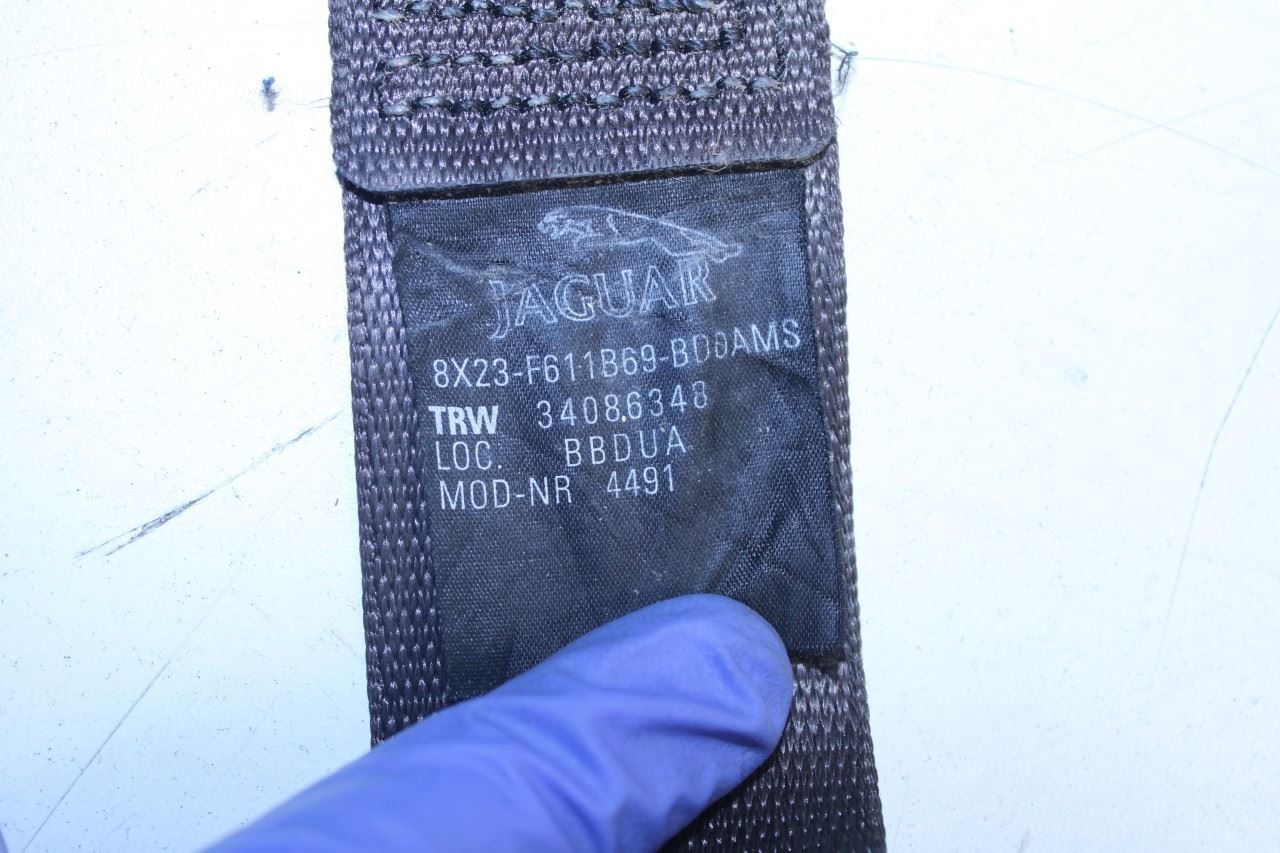 JAGUAR
8X23-F611B69-BD0AMS
TRW 34086348
LOC. BBDUA
MOD-NR 4491